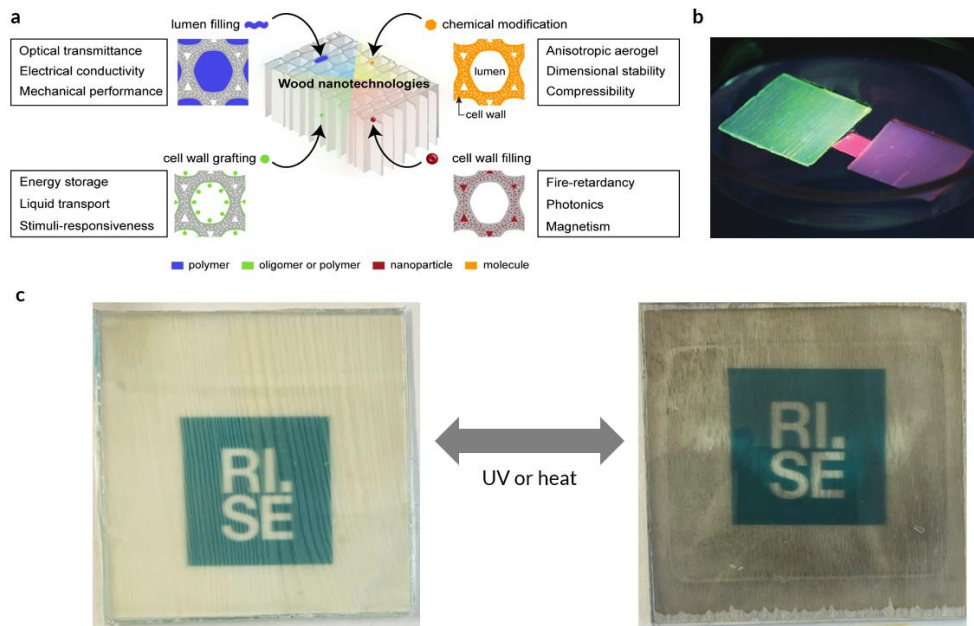 a
lumen filling
chemical modification
Optical transmittance
Electrical conductivity
Mechanical performance
Wood nanotechnologies
lumen
cell wall
Anisotropic aerogel
Dimensional stability
Compressibility
cell wall grafting
cell wall filling
Energy storage
Liquid transport
Stimuli-responsiveness
Fire-retardancy
Photonics
Magnetism
polymer
oligomer or polymer
nanoparticle
molecule
b
c
RI.
SE
UV or heat
RI.
SE